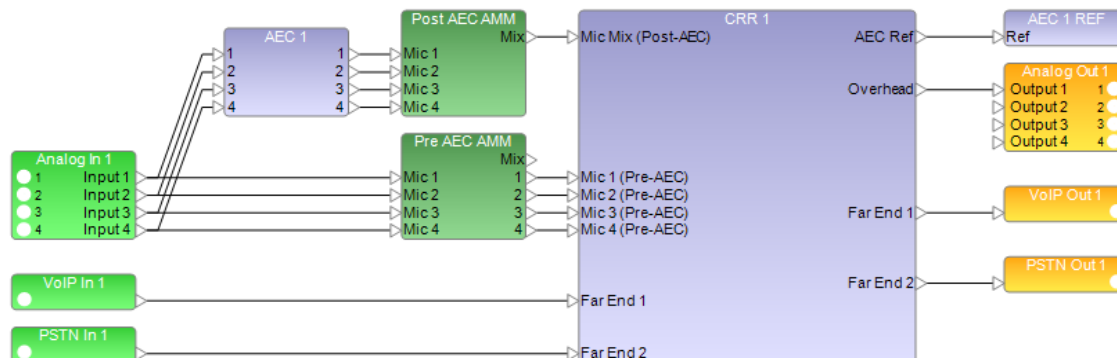 Post AEC AMM
CRR 1
AEC 1 REF
AEC 1
Mix
Mic Mix (Post-AEC)
AEC Ref
Ref
1 1
2 2
3 3
4 4
Mic 1
Mic 2
Mic 3
Mic 4
Analog Out 1
Overhead
Output 1 1
Output 2 2
Output 3 3
Output 4 4
Pre AEC AMM
Mix
Analog In 1
1 Input 1
2 Input 2
3 Input 3
4 Input 4
Mic 1 1
Mic 2 2
Mic 3 3
Mic 4 4
Mic 1 (Pre-AEC)
Mic 2 (Pre-AEC)
Mic 3 (Pre-AEC)
Mic 4 (Pre-AEC)
VoIP Out 1
Far End 1
PSTN Out 1
Far End 2
VoIP In 1
Far End 1
PSTN In 1
Far End 2